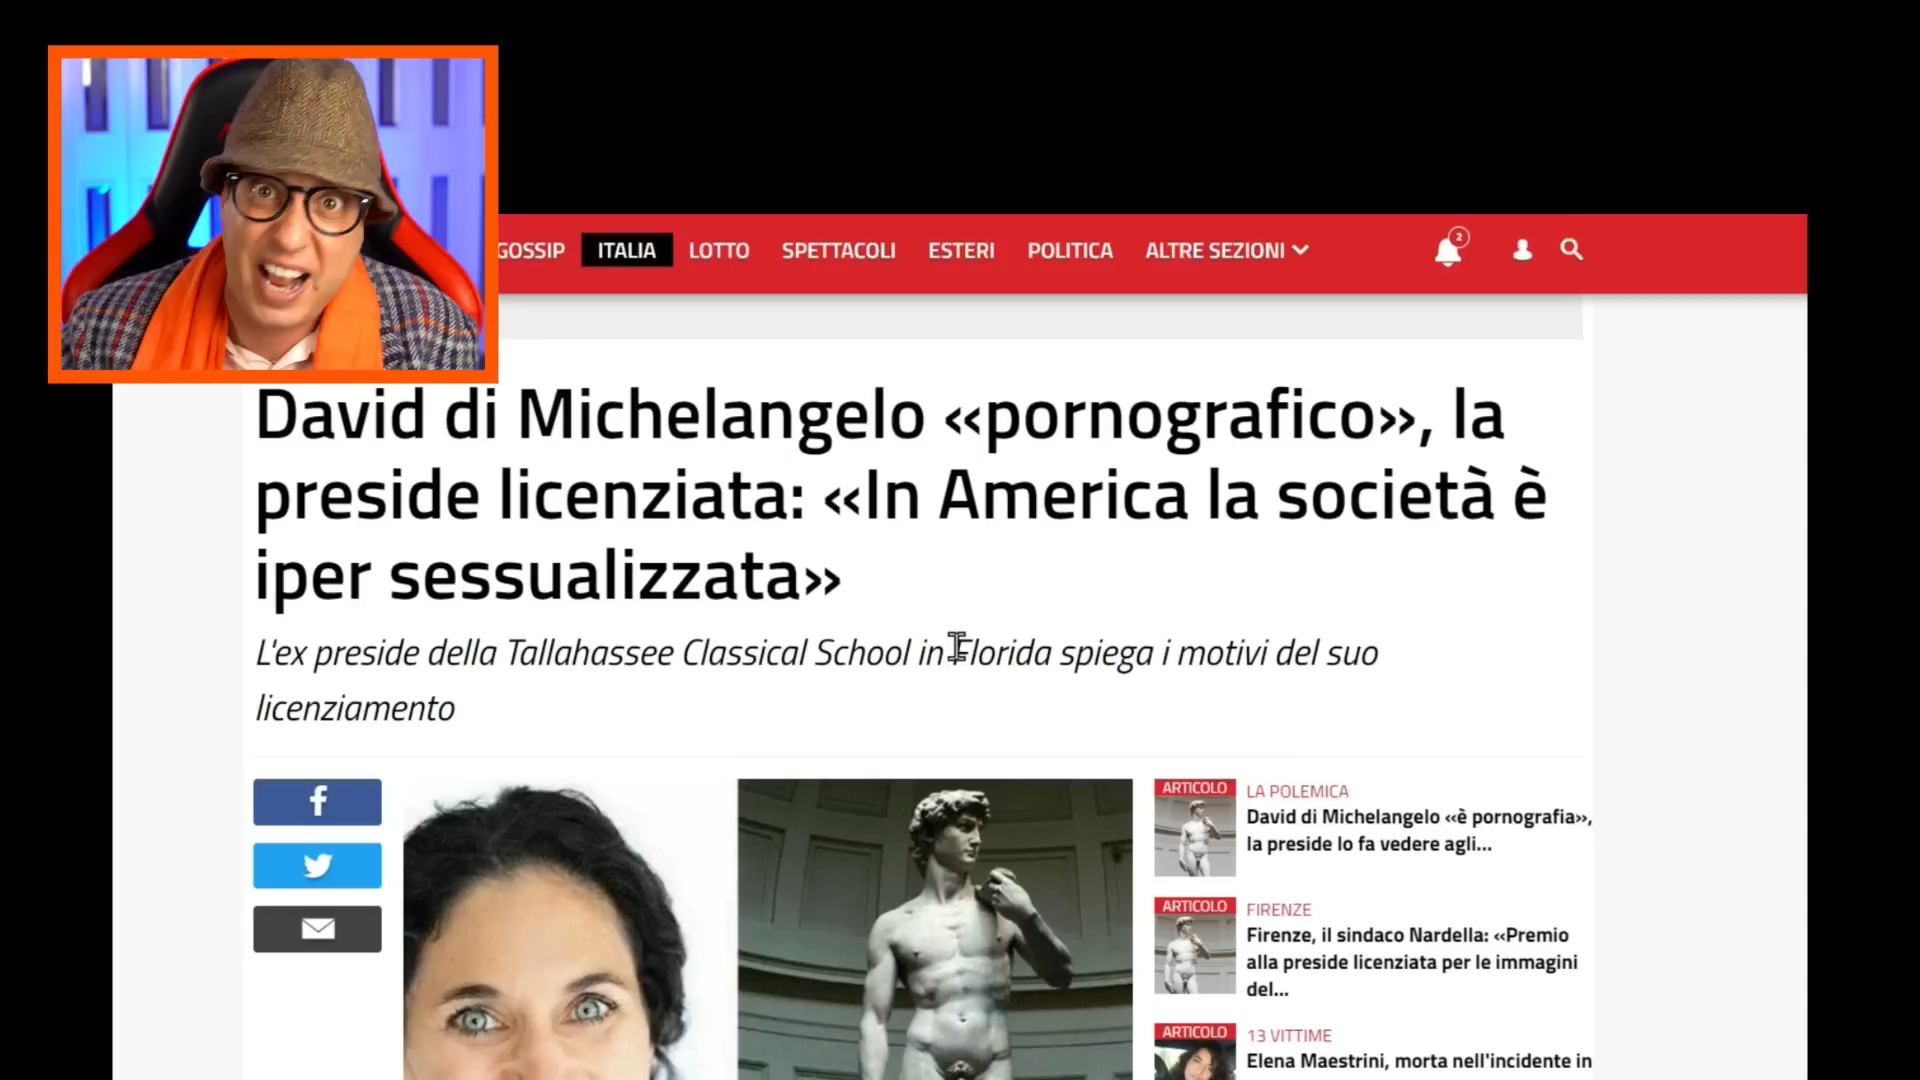 GOSSIP ITALIA LOTTO SPETTACOLI ESTERI POLITICA ALTRE SEZIONI 2
David di Michelangelo «pornografico», la
preside licenziata: «In America la società è
iper sessualizzata»
L'ex preside della Tallahassee Classical School in Florida spiega i motivi del suo
licenziamento
ARTICOLO
LA POLEMICA
David di Michelangelo «è pornografia»,
la preside lo fa vedere agli...
ARTICOLO
FIRENZE
Firenze, il sindaco Nardella: «Premio
alla preside licenziata per le immagini
del...
ARTICOLO
13 VITTIME
Elena Maestrini, morta nell'incidente in